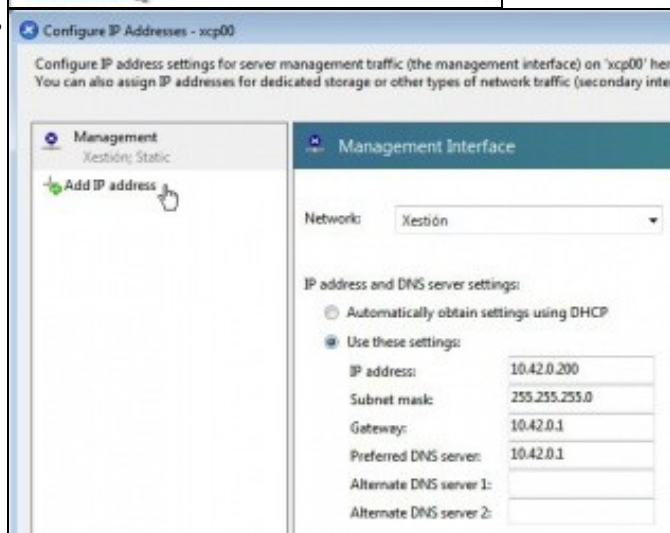 Configure IP Addresses - xcp00
Configure IP address settings for server management traffic (the management interface) on 'xcp00' her
You can also assign IP addresses for dedicated storage or other types of network traffic (secondary inte
Management
Xestión; Static
Add IP address
Management Interface
Network: Xestión
IP address and DNS server settings:
Automatically obtain settings using DHCP
Use these settings:
IP address: 10.42.0.200
Subnet mask: 255.255.255.0
Gateway: 10.42.0.1
Preferred DNS server: 10.42.0.1
Alternate DNS server 1:
Alternate DNS server 2: